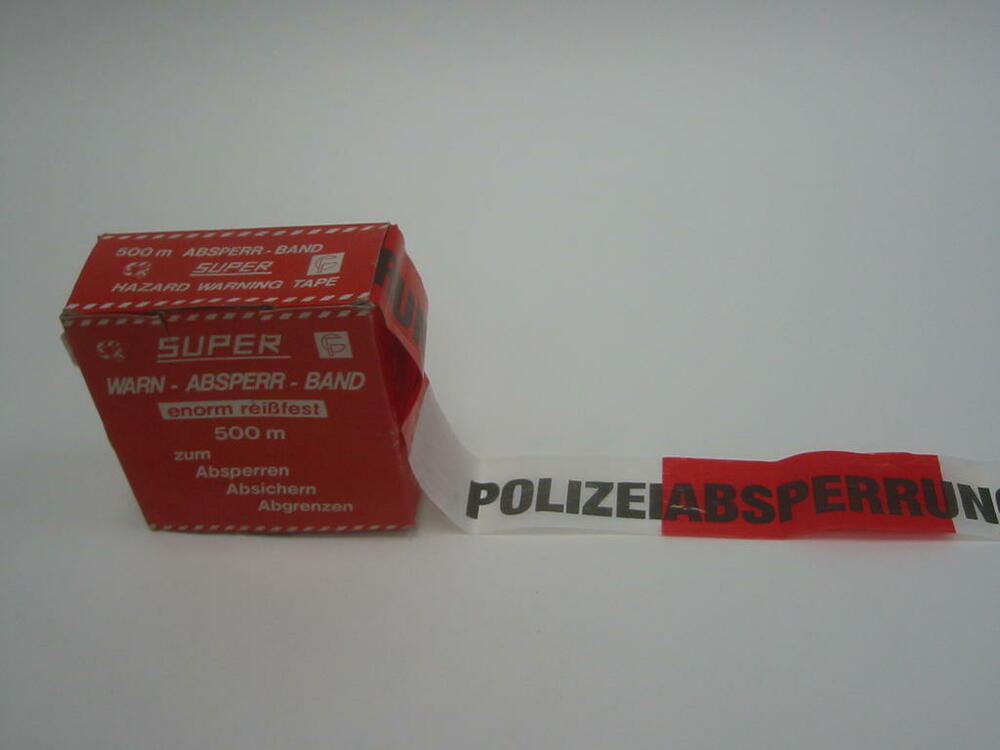 500 m ABSPERR - BAND
SUPER
HAZARD WARNING TAPE
SUPER
WARN - ABSPERR - BAND
enorm reißfest
500 m
zum
Absperren
Absichern
Abgrenzen
POLIZEIABSPERRUNG